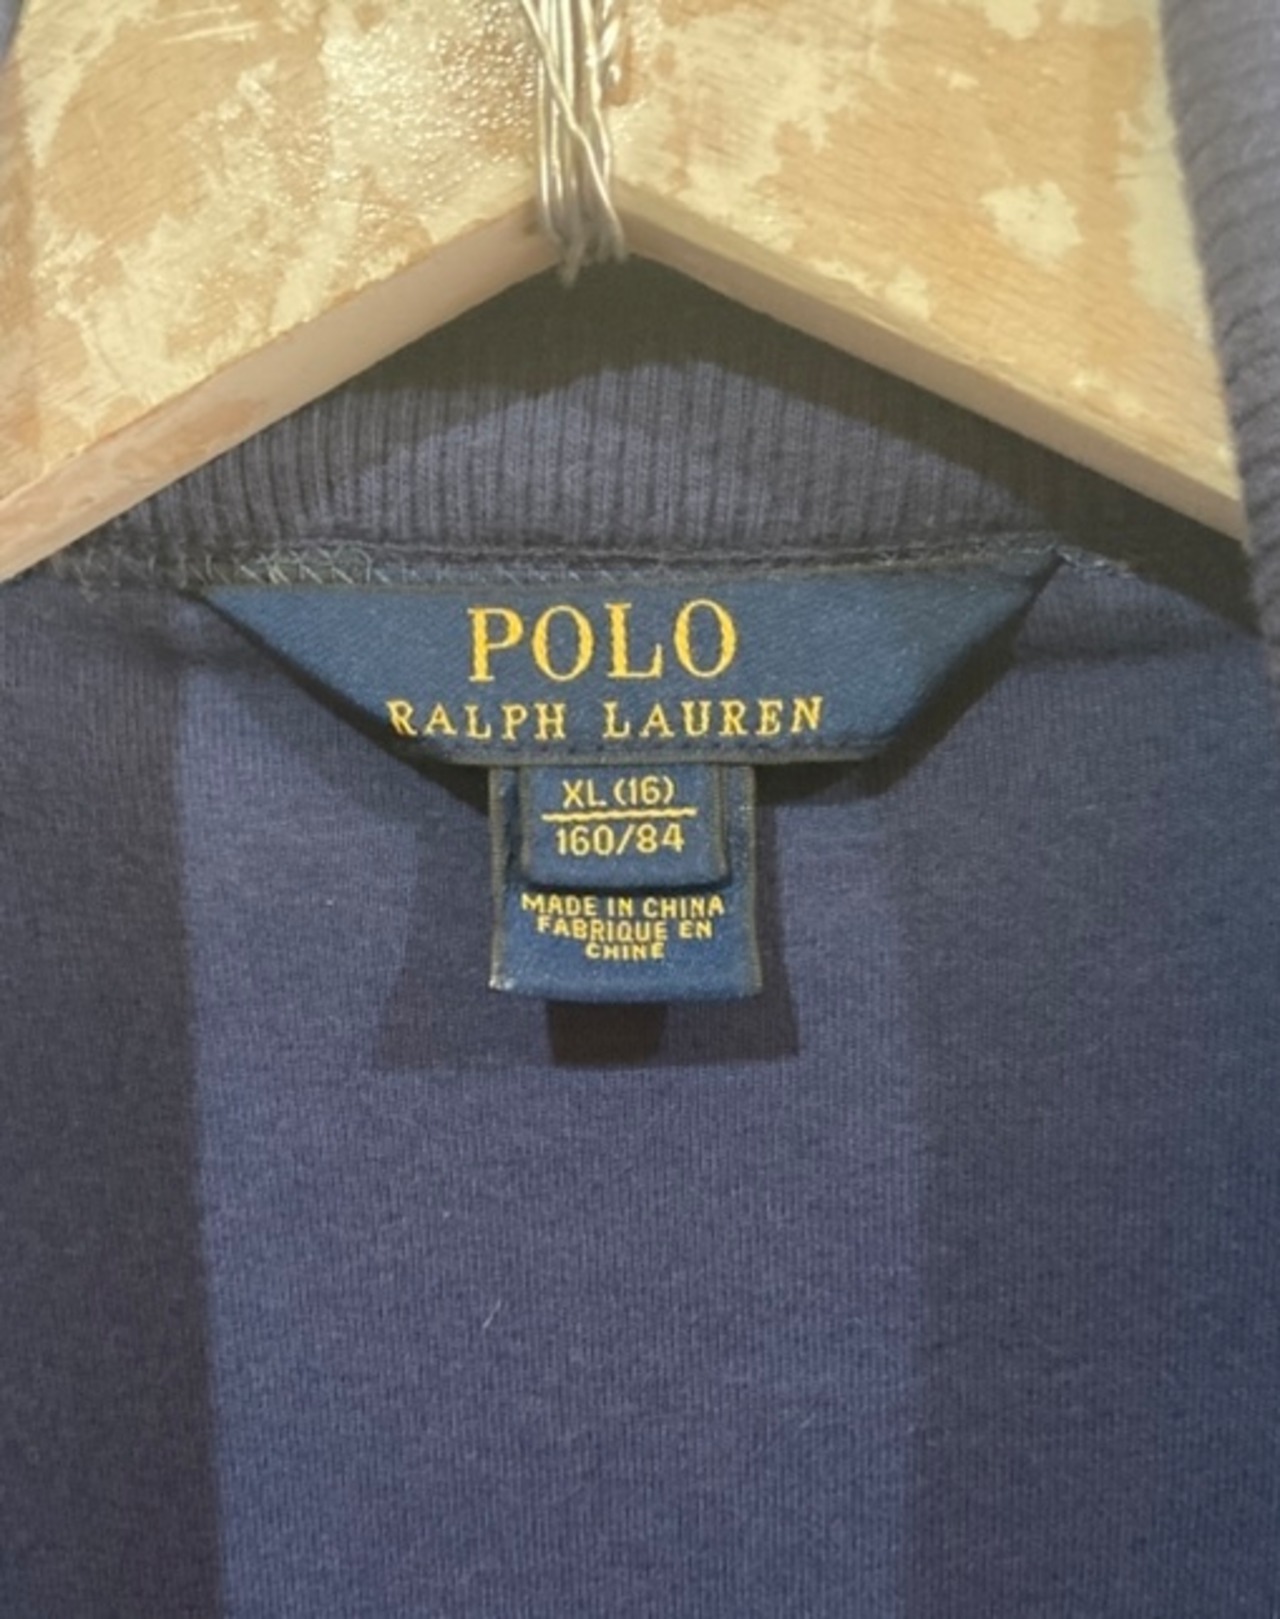 POLO
RALPH LAUREN
XL (16)
160/84
MADE IN CHINA
FABRIQUE EN
CHINE